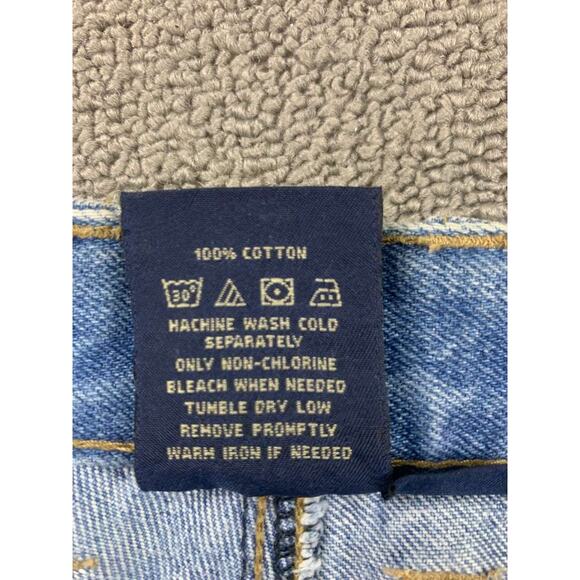 100% COTTON
30°
MACHINE WASH COLD
SEPARATELY
ONLY NON-CHLORINE
BLEACH WHEN NEEDED
TUMBLE DRY LOW
REMOVE PROMPTLY
WARM IRON IF NEEDED